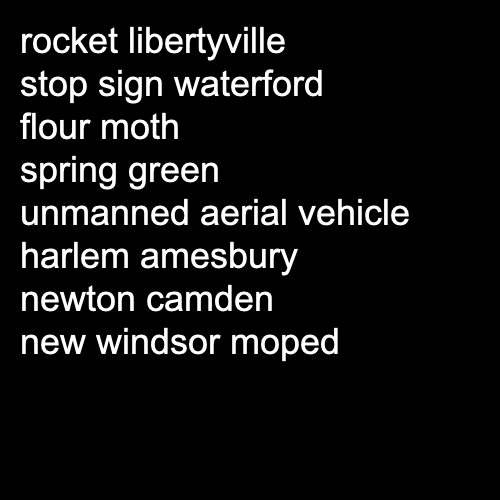 rocket libertyville
stop sign waterford
flour moth
spring green
unmanned aerial vehicle
harlem amesbury
newton camden
new windsor moped